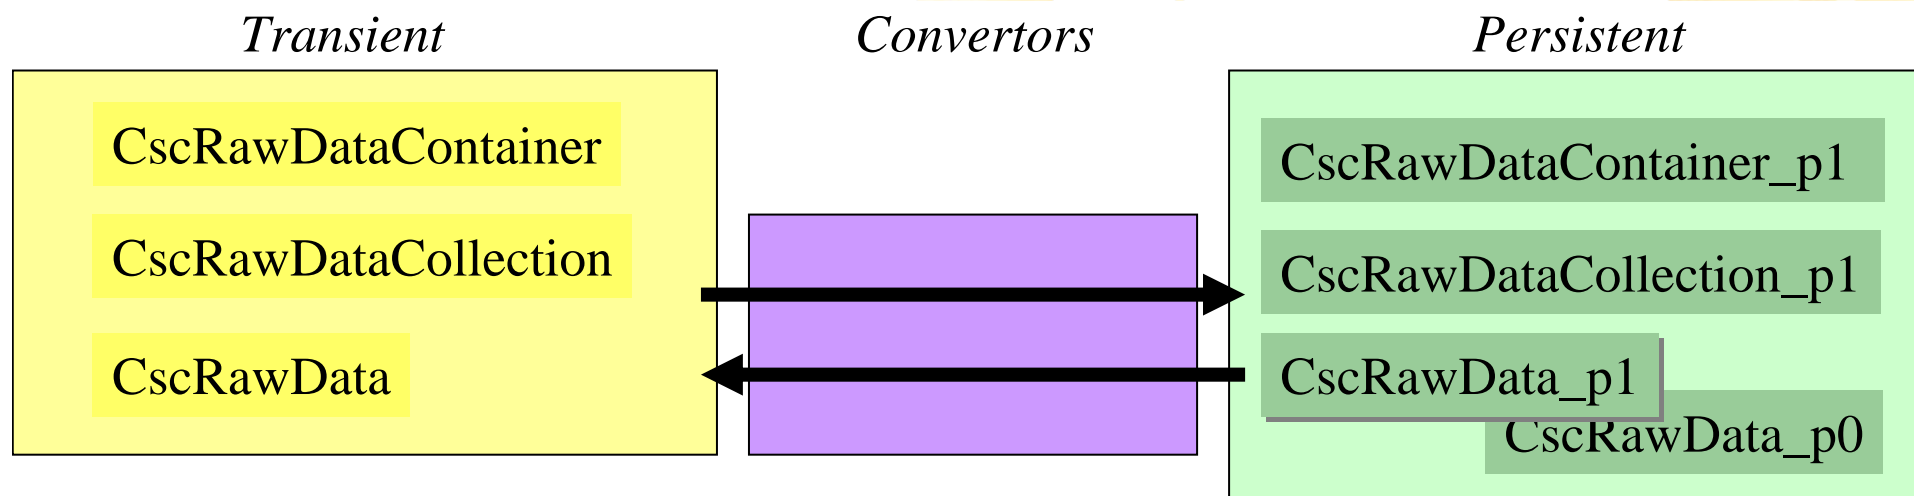 Transient
Convertors
Persistent
CscRawDataContainer
CscRawDataCollection
CscRawData
CscRawDataContainer_p1
CscRawDataCollection_p1
CscRawData_p1
CscRawData_p0